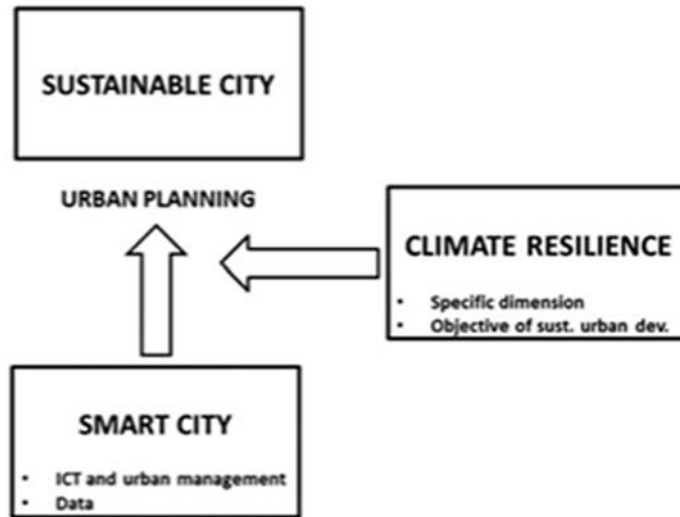 SUSTAINABLE CITY
URBAN PLANNING
CLIMATE RESILIENCE
• Specific dimension
• Objective of sust. urban dev.
SMART CITY
• ICT and urban management
• Data